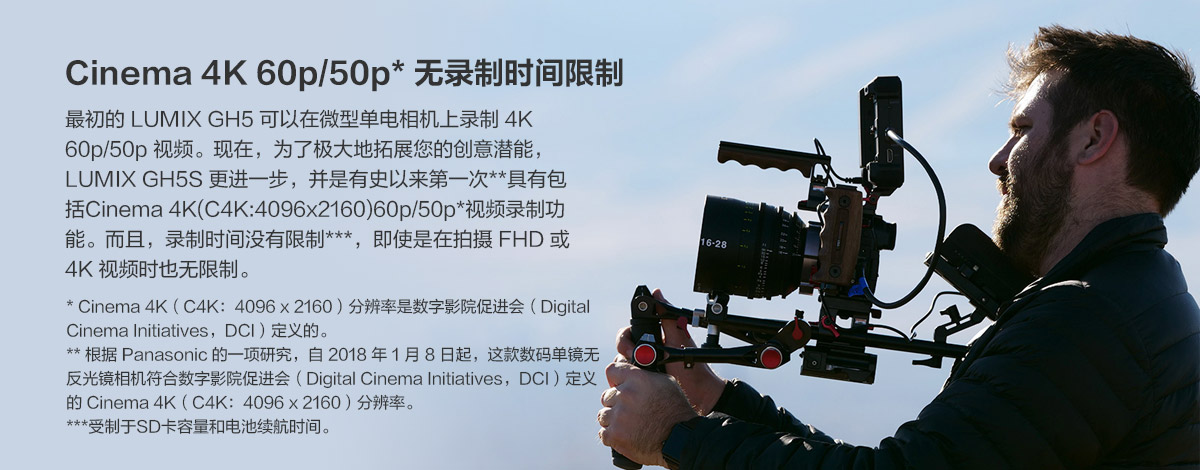 Cinema 4K 60p/50p* 无录制时间限制
最初的 LUMIX GH5 可以在微型单电相机上录制 4K
60p/50p 视频。现在，为了极大地拓展您的创意潜能，
LUMIX GH5S 更进一步，并是有史以来第一次**具有包
括Cinema 4K(C4K:4096x2160)60p/50p*视频录制功
能。而且，录制时间没有限制***，即使是在拍摄 FHD 或
4K 视频时也无限制。
* Cinema 4K（C4K：4096 x 2160）分辨率是数字影院促进会（Digital
Cinema Initiatives，DCI）定义的。
** 根据 Panasonic 的一项研究，自 2018 年 1 月 8 日起，这款数码单镜无
反光镜相机符合数字影院促进会（Digital Cinema Initiatives，DCI）定义
的 Cinema 4K（C4K：4096 x 2160）分辨率。
***受制于SD卡容量和电池续航时间。
16-28